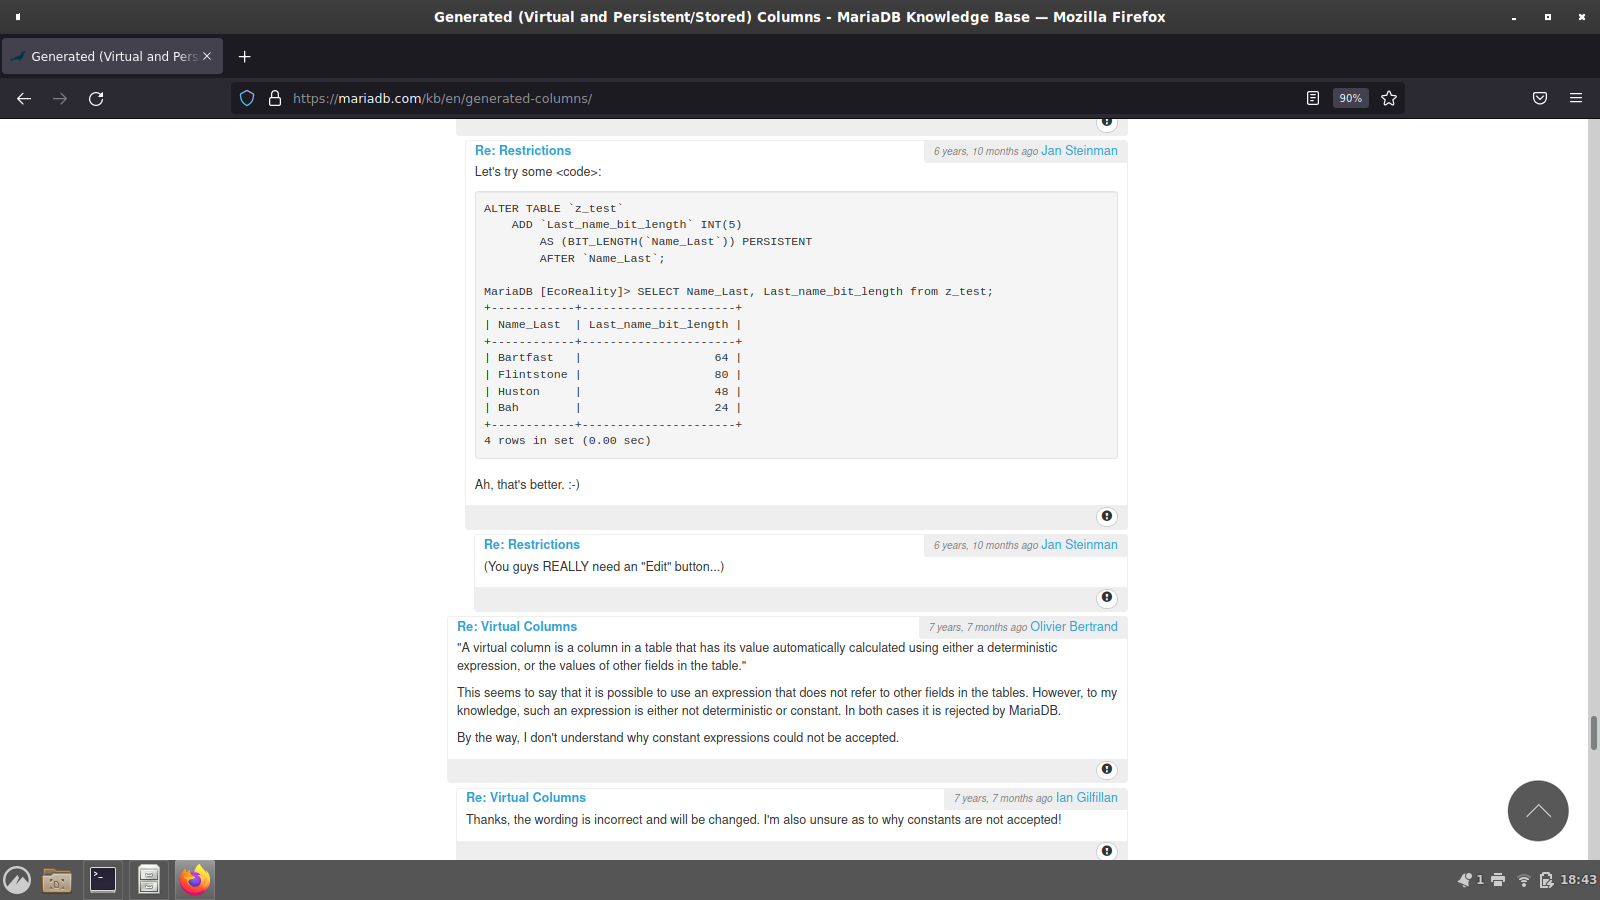 Generated (Virtual and Persistent/Stored) Columns - MariaDB Knowledge Base — Mozilla Firefox
Generated (Virtual and Pers
https://mariadb.com/kb/en/generated-columns/
90%
Re: Restrictions
6 years, 10 months ago Jan Steinman
Let's try some <code>:
ALTER TABLE `z_test`
    ADD `Last_name_bit_length` INT(5)
        AS (BIT_LENGTH(`Name_Last`)) PERSISTENT
        AFTER `Name_Last`;
MariaDB [EcoReality]> SELECT Name_Last, Last_name_bit_length from z_test;
+------------+----------------------+
| Name_Last  | Last_name_bit_length |
+------------+----------------------+
| Bartfast   |                   64 |
| Flintstone |                   80 |
| Huston     |                   48 |
| Bah        |                   24 |
+------------+----------------------+
4 rows in set (0.00 sec)
Ah, that's better. :-)
Re: Restrictions
6 years, 10 months ago Jan Steinman
(You guys REALLY need an "Edit" button...)
Re: Virtual Columns
7 years, 7 months ago Olivier Bertrand
"A virtual column is a column in a table that has its value automatically calculated using either a deterministic
expression, or the values of other fields in the table."
This seems to say that it is possible to use an expression that does not refer to other fields in the tables. However, to my
knowledge, such an expression is either not deterministic or constant. In both cases it is rejected by MariaDB.
By the way, I don't understand why constant expressions could not be accepted.
Re: Virtual Columns
7 years, 7 months ago Ian Gilfillan
Thanks, the wording is incorrect and will be changed. I'm also unsure as to why constants are not accepted!
1
18:43